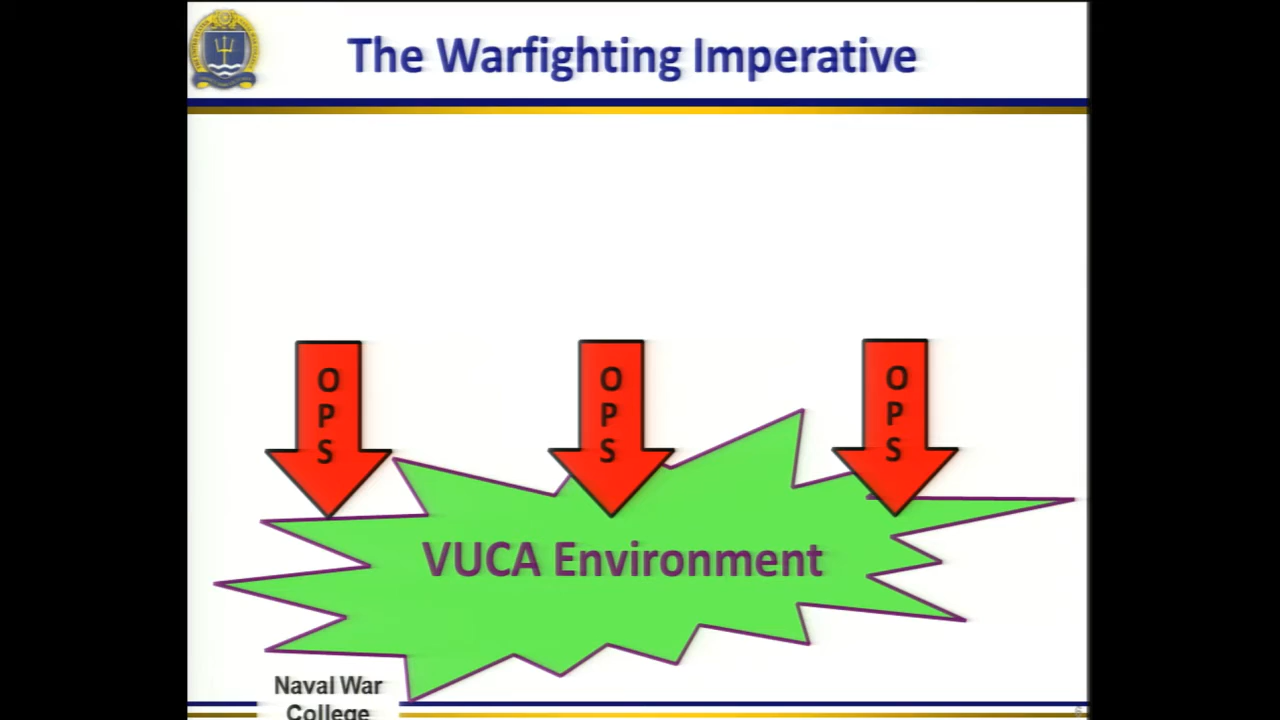 The Warfighting Imperative
O
P
S
O
P
S
O
P
S
VUCA Environment
Naval War
College